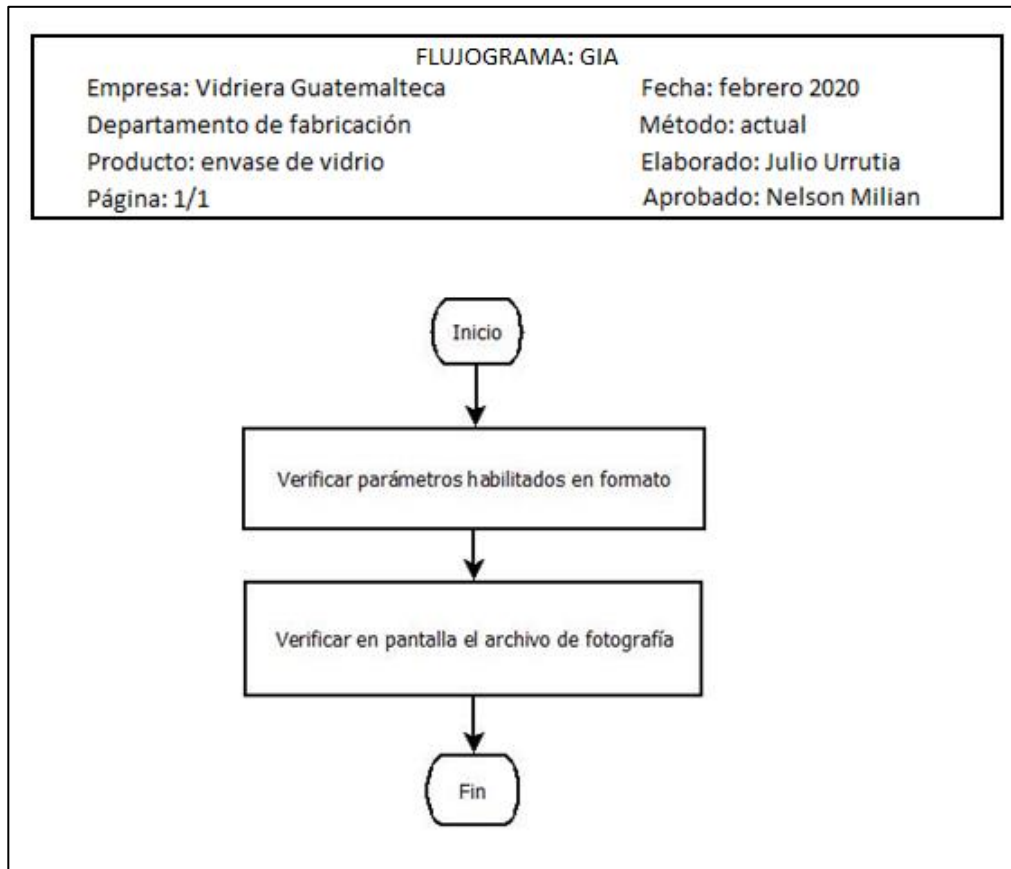 FLUJOGRAMA: GIA
Empresa: Vidriera Guatemalteca
Fecha: febrero 2020
Departamento de fabricación
Método: actual
Producto: envase de vidrio
Elaborado: Julio Urrutia
Página: 1/1
Aprobado: Nelson Milian
Inicio
Verificar parámetros habilitados en formato
Verificar en pantalla el archivo de fotografía
Fin